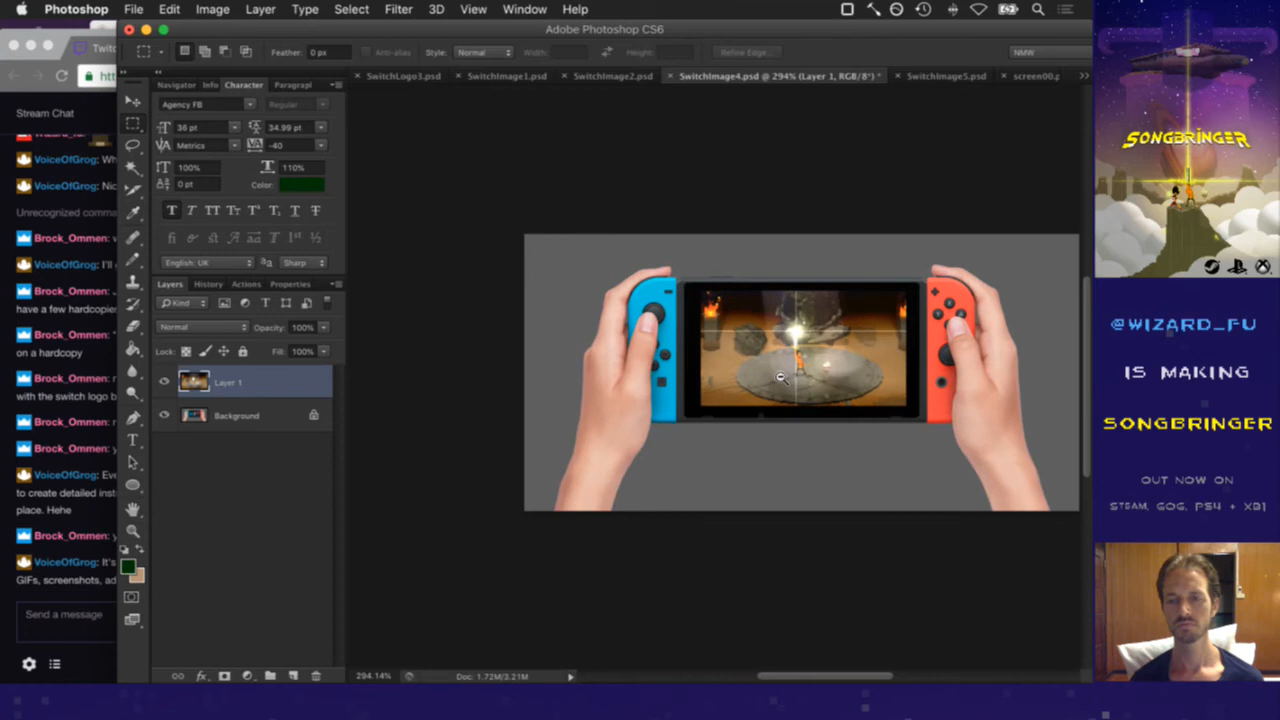 Photoshop File Edit Image Layer Type Select Filter 3D View Window Help
Adobe Photoshop CS6
Feather: 0 px Anti-alias Style: Normal Width: Height: Refine Edge... NMW
SwitchLogo3.psd SwitchImage1.psd SwitchImage2.psd SwitchImage4.psd @ 294% (Layer 1, RGB/8*) * SwitchImage5.psd screen00.p
Navigator Info Character Paragrapl
Agency FB Regular
36 pt 34.99 pt
Metrics -40
100% 110%
0 pt Color:
English: UK Sharp
Layers History Actions Properties
Kind
Normal Opacity: 100%
Lock: Fill: 100%
Layer 1
Background
294.14% Doc: 1.72M/3.21M
Twitc
htt
Stream Chat
VoiceOfGrog: Wh
VoiceOfGrog: Nic
Unrecognized comma
Brock_Ommen: w
VoiceOfGrog: I'll
Brock_Ommen:
have a few hardcopies
Brock_Ommen: "
on a hardcopy
Brock_Ommen:
with the switch logo b
Brock_Ommen:
Brock_Ommen: y
VoiceOfGrog: Eve
to create detailed inst
place. Hehe
Brock_Ommen: y
VoiceOfGrog: It's
GIFs, screenshots, ad
Send a message
SONGBRINGER
@WIZARD_FU
IS MAKING
SONGBRINGER
OUT NOW ON
STEAM, GOG, PS4 + XB1